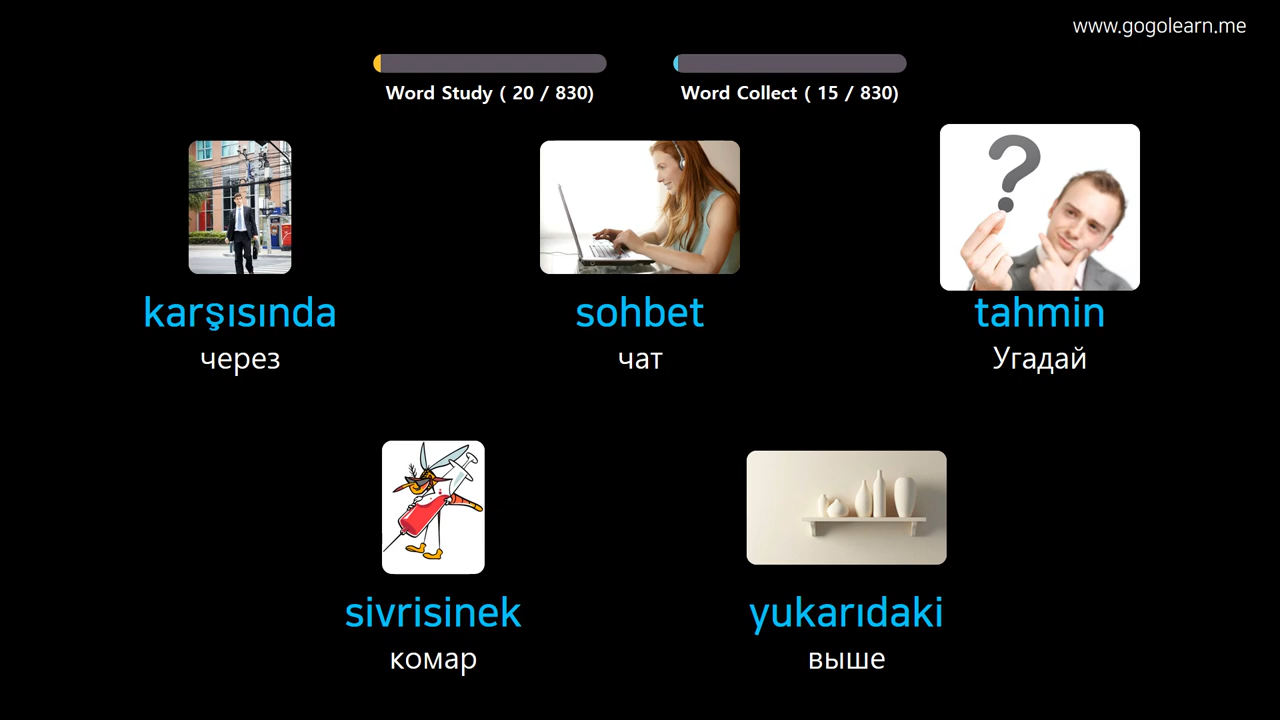 www.gogolearn.me
Word Study ( 20 / 830)
Word Collect ( 15 / 830)
karşısında
через
sohbet
чат
tahmin
Угадай
sivrisinek
комар
yukarıdaki
выше